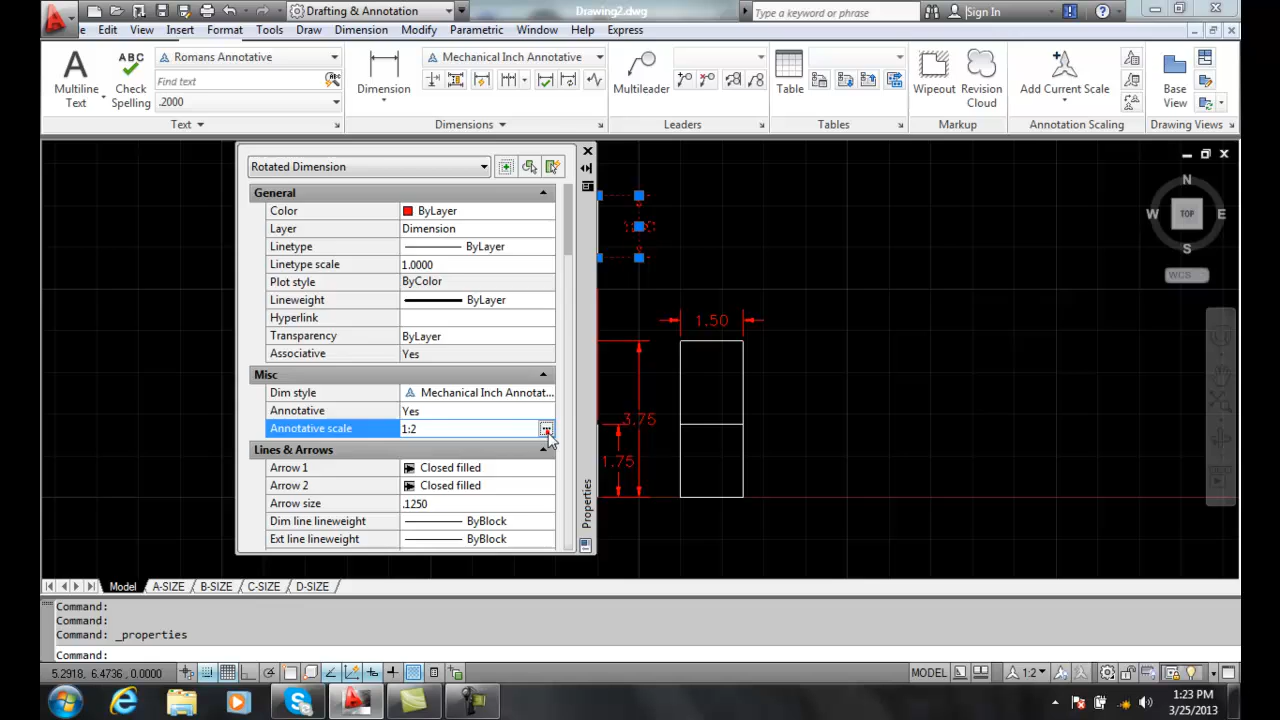 Drafting & Annotation
Drawing2.dwg
Type a keyword or phrase
Sign In
e Edit View Insert Format Tools Draw Dimension Modify Parametric Window Help Express
Multiline
Text
ABC
Check
Spelling
Romans Annotative
Find text
.2000
Text
Dimension
Mechanical Inch Annotative
Dimensions
Multileader
Leaders
Table
Tables
Wipeout
Revision
Cloud
Markup
Add Current Scale
Annotation Scaling
Base
View
Drawing Views
Rotated Dimension
General
Color ByLayer
Layer Dimension
Linetype ByLayer
Linetype scale 1.0000
Plot style ByColor
Lineweight ByLayer
Hyperlink
Transparency ByLayer
Associative Yes
Misc
Dim style Mechanical Inch Annotat...
Annotative Yes
Annotative scale 1:2
Lines & Arrows
Arrow 1 Closed filled
Arrow 2 Closed filled
Arrow size .1250
Dim line lineweight ByBlock
Ext line lineweight ByBlock
Properties
1.50
3.75
1.75
N
W TOP E
S
WCS
Model A-SIZE B-SIZE C-SIZE D-SIZE
Command:
Command:
Command: _properties
Command:
5.2918, 6.4736, 0.0000
MODEL
1:2
1:23 PM
3/25/2013